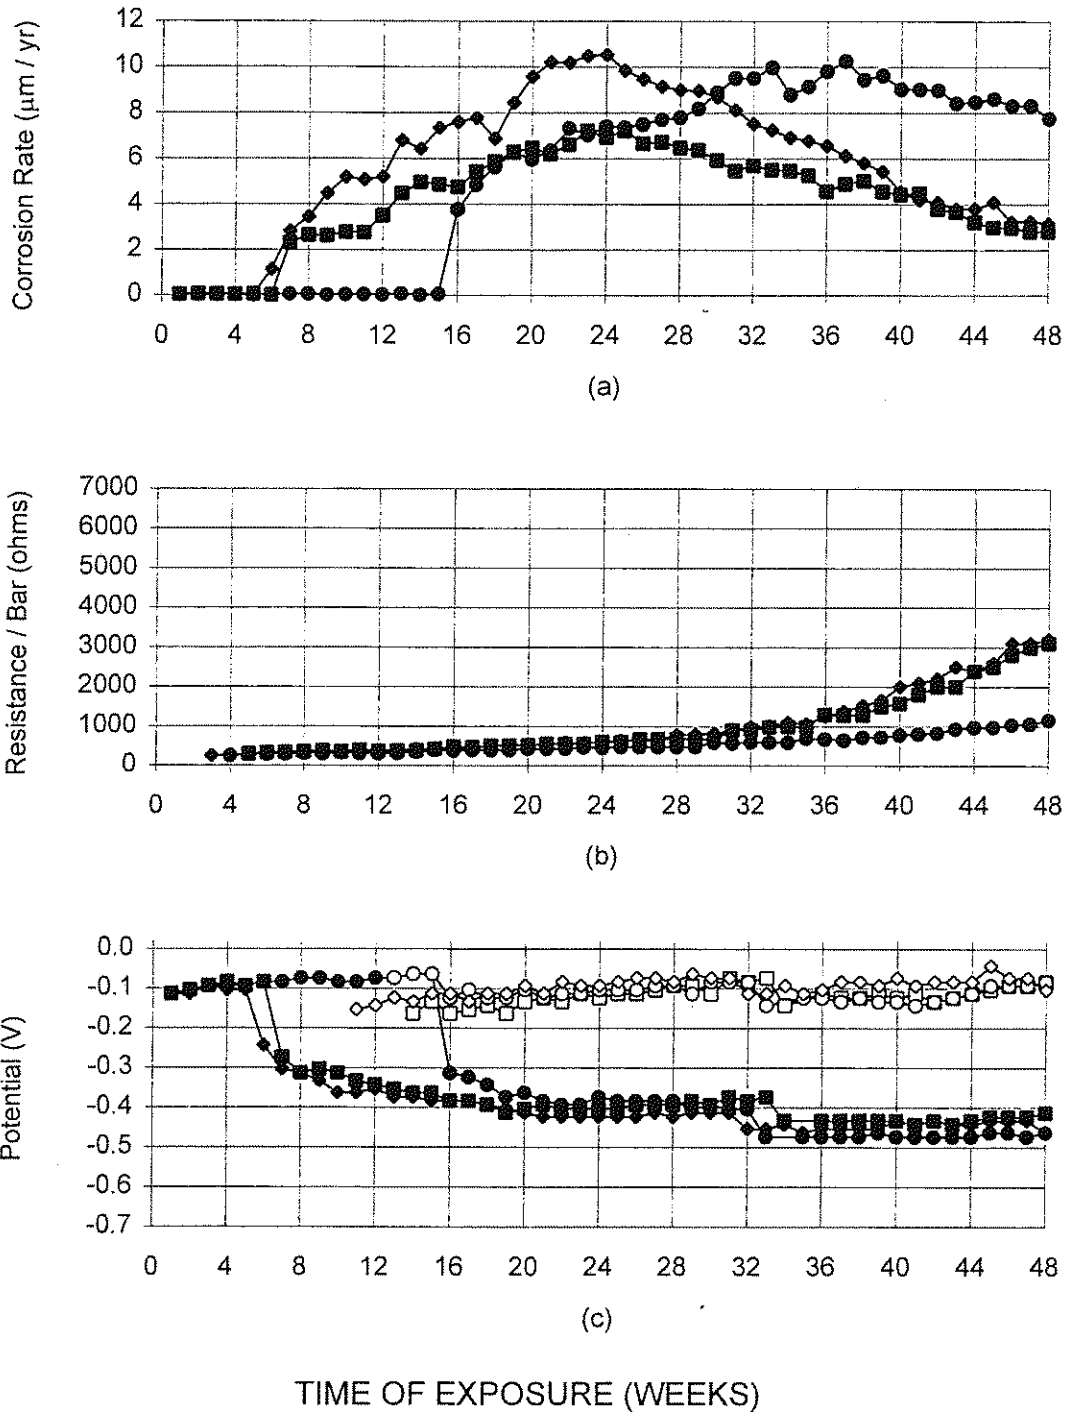 Corrosion Rate (μm / yr)
12
10
8
6
4
2
0
0 4 8 12 16 20 24 28 32 36 40 44 48
(a)
Resistance / Bar (ohms)
7000
6000
5000
4000
3000
2000
1000
0
0 4 8 12 16 20 24 28 32 36 40 44 48
(b)
Potential (V)
0.0
-0.1
-0.2
-0.3
-0.4
-0.5
-0.6
-0.7
0 4 8 12 16 20 24 28 32 36 40 44 48
(c)
TIME OF EXPOSURE (WEEKS)